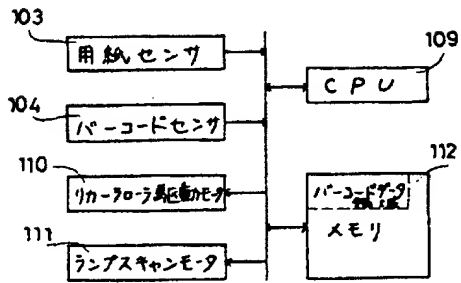 103
用紙センサ
104
バーコードセンサ
110
リカーラローラ駆動モータ
111
ランプスキャンモータ
109
CPU
112
バーコードデータ
メモリ